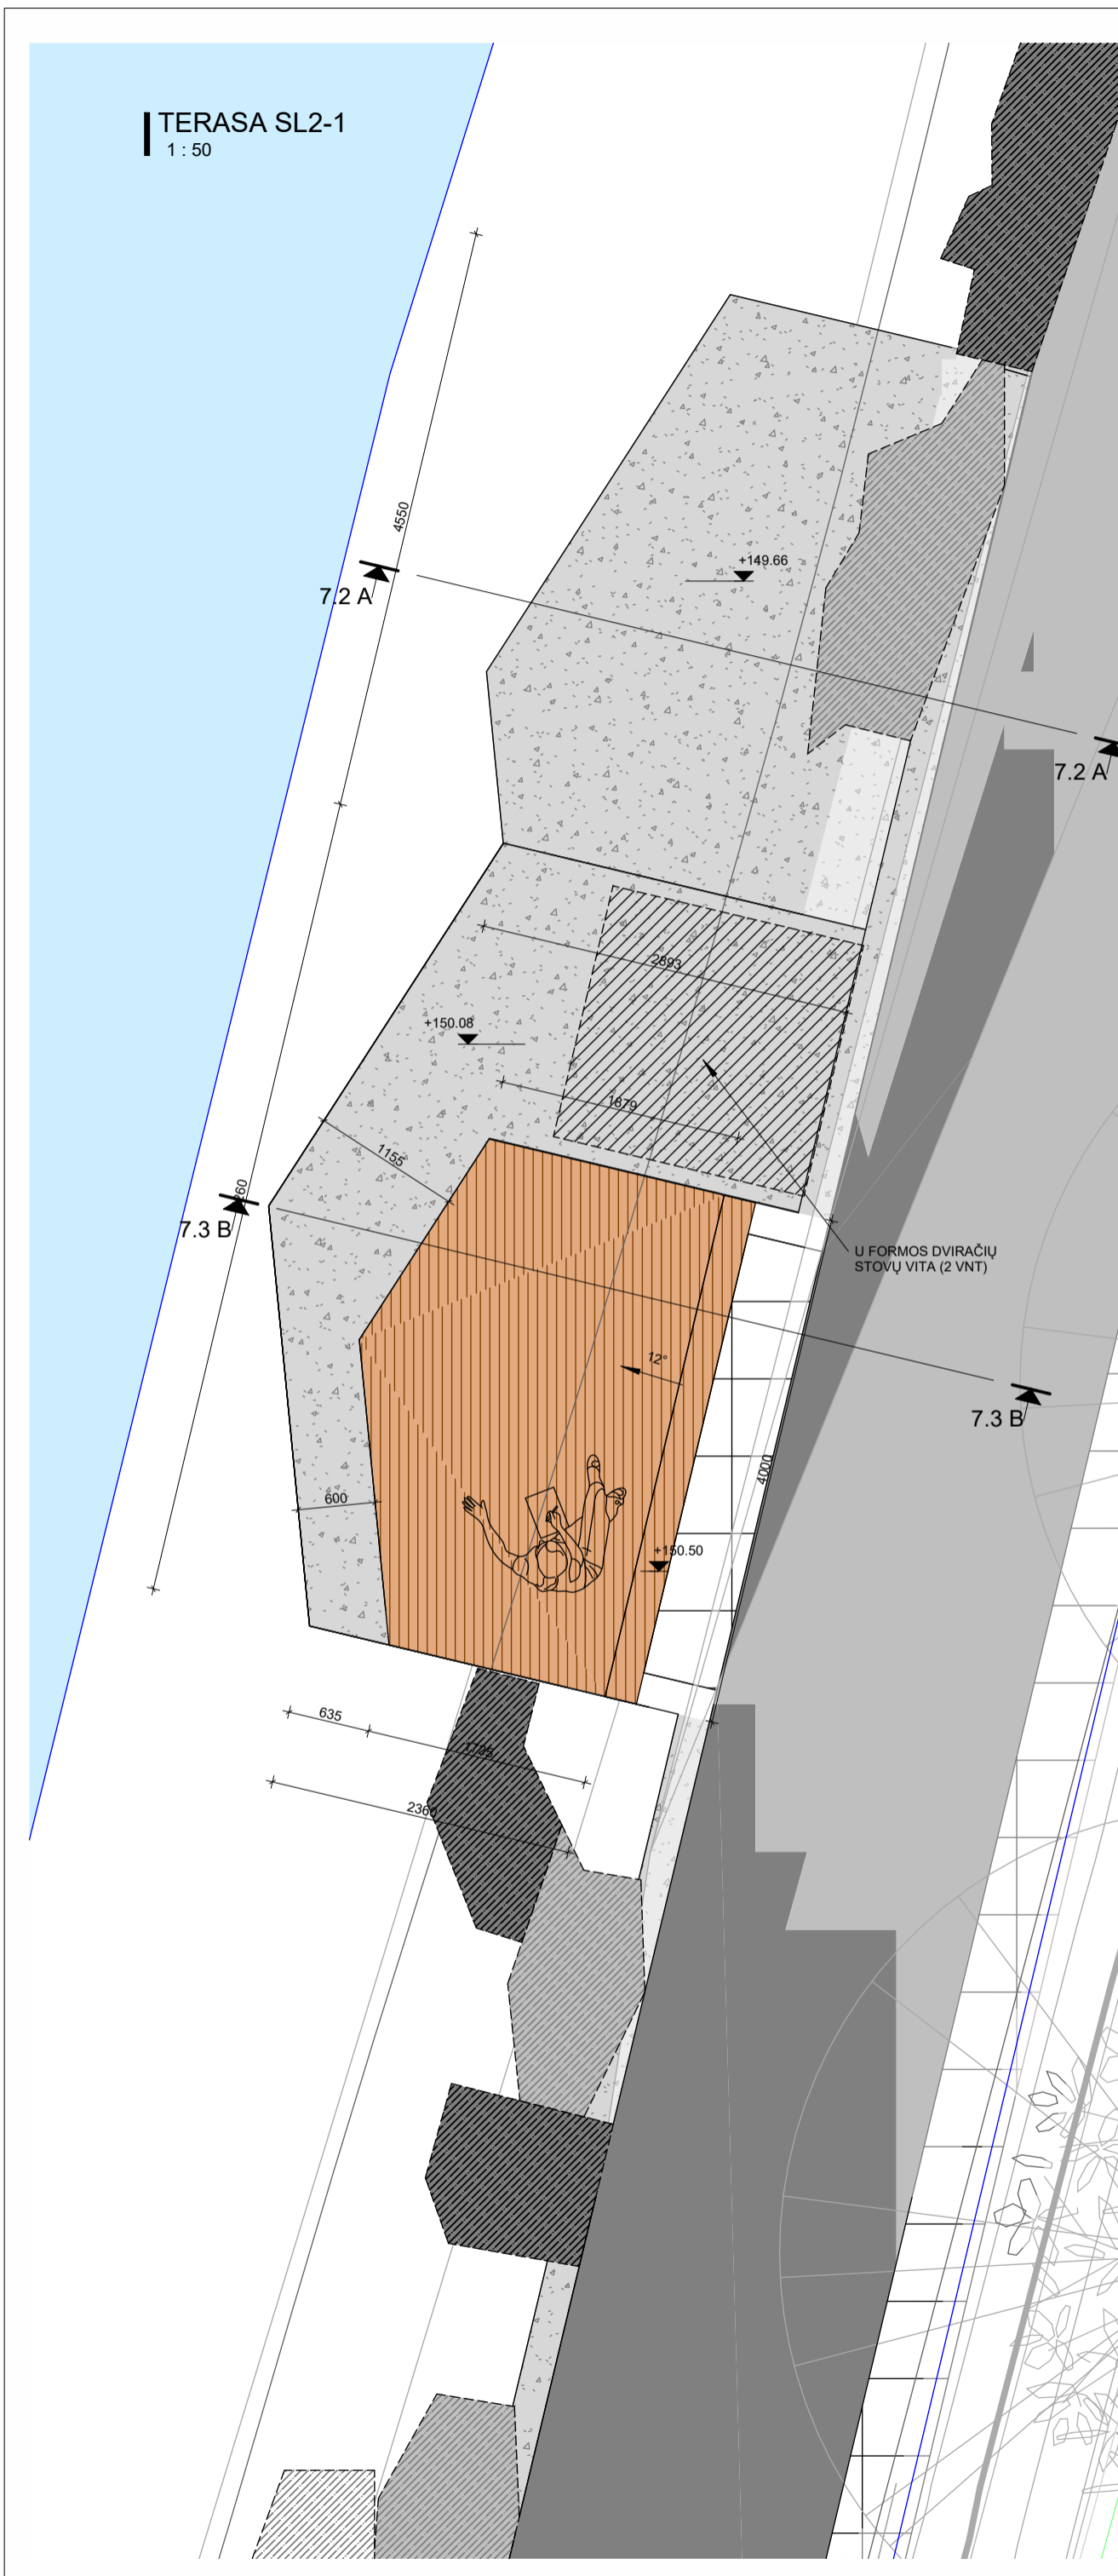 TERASA SL2-1
1 : 50
4550
+149.66
7.2 A
7.2 A
2893
+150.08
1879
1155
7.3 B
U FORMOS DVIRAČIŲ
STOVŲ VITA (2 VNT)
12°
7.3 B
4000
600
+150.50
635
1725
2360